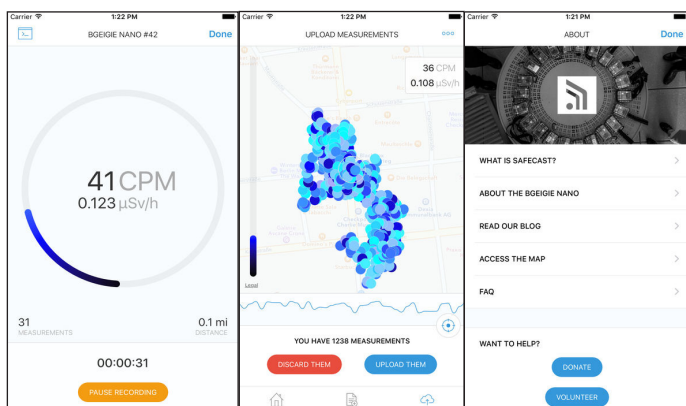 Carrier 1:22 PM
BGEIGIE NANO #42 Done
41 CPM
0.123 μSv/h
31 0.1 mi
MEASUREMENTS DISTANCE
00:00:31
PAUSE RECORDING
Carrier 1:22 PM
UPLOAD MEASUREMENTS
36 CPM
0.108 μSv/h
Legal
YOU HAVE 1238 MEASUREMENTS
DISCARD THEM UPLOAD THEM
Carrier 1:21 PM
ABOUT Done
WHAT IS SAFECAST?
ABOUT THE BGEIGIE NANO
READ OUR BLOG
ACCESS THE MAP
FAQ
WANT TO HELP?
DONATE
VOLUNTEER